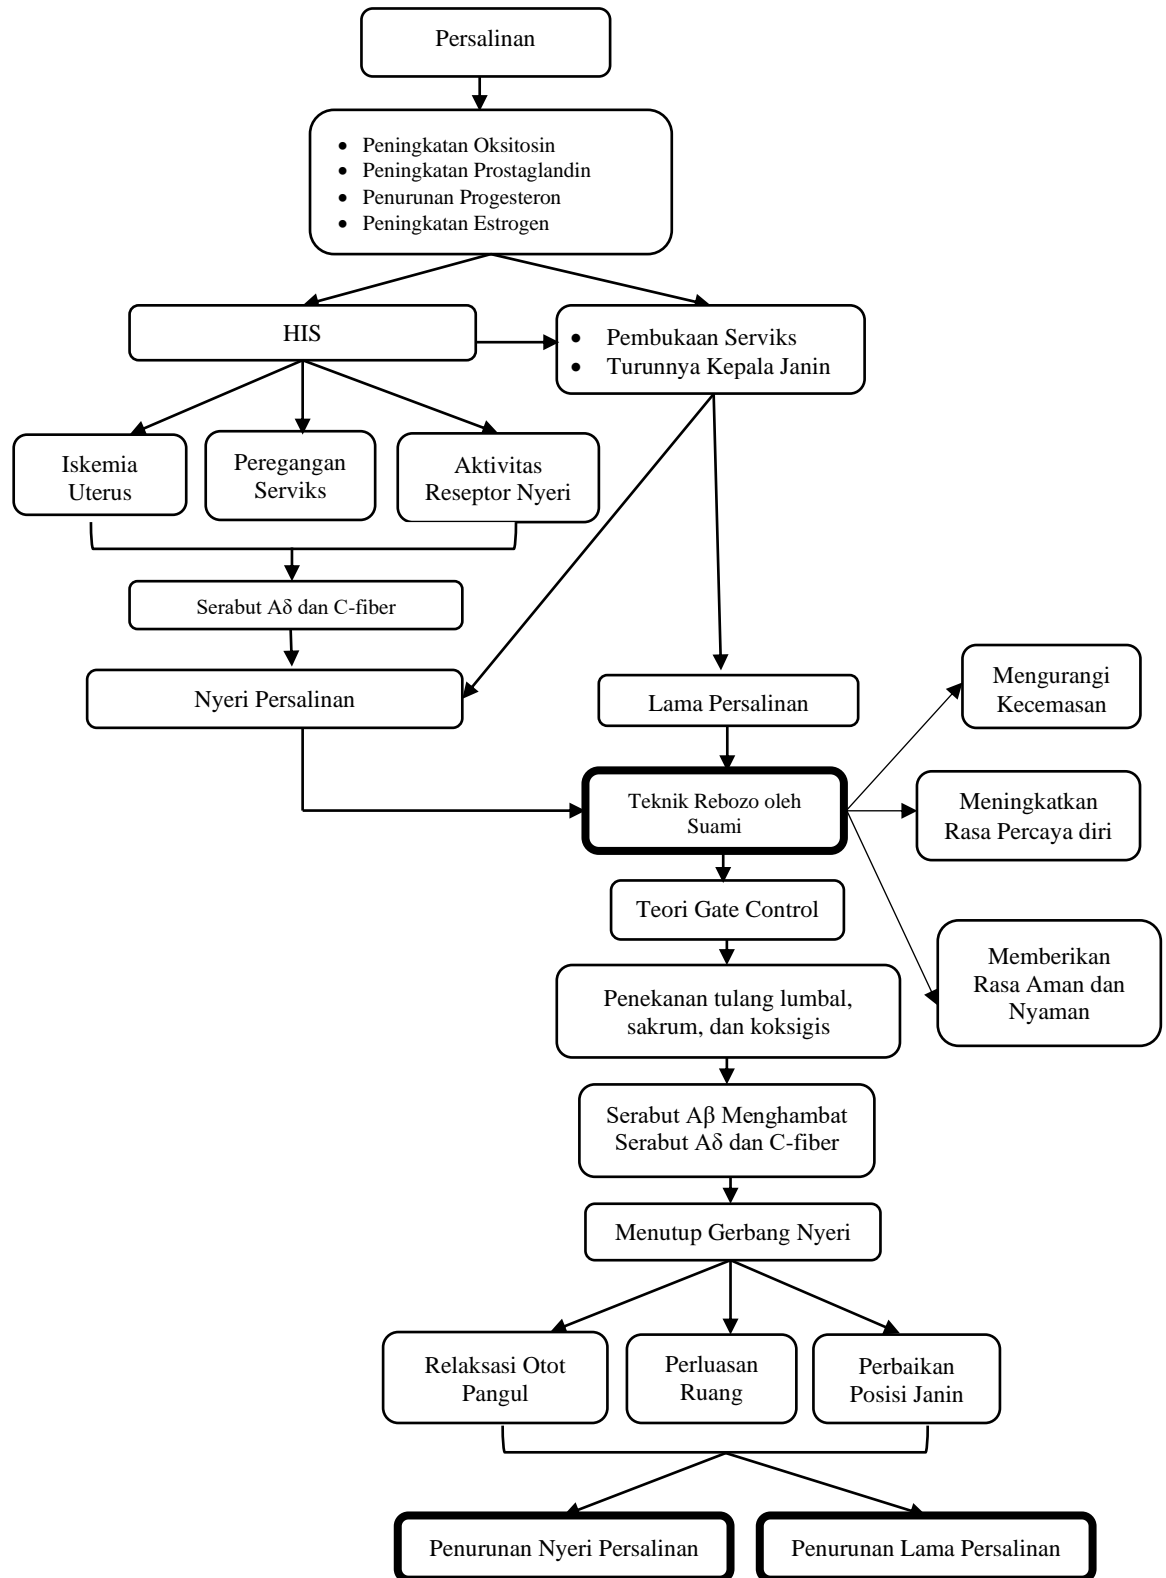 Persalinan
• Peningkatan Oksitosin
• Peningkatan Prostaglandin
• Penurunan Progesteron
• Peningkatan Estrogen
HIS
• Pembukaan Serviks
• Turunnya Kepala Janin
Iskemia
Uterus
Peregangan
Serviks
Aktivitas
Reseptor Nyeri
Serabut Aδ dan C-fiber
Nyeri Persalinan
Lama Persalinan
Mengurangi
Kecemasan
Teknik Rebozo oleh
Suami
Meningkatkan
Rasa Percaya diri
Teori Gate Control
Memberikan
Rasa Aman dan
Nyaman
Penekanan tulang lumbal,
sakrum, dan koksigis
Serabut Aβ Menghambat
Serabut Aδ dan C-fiber
Menutup Gerbang Nyeri
Relaksasi Otot
Pangul
Perluasan
Ruang
Perbaikan
Posisi Janin
Penurunan Nyeri Persalinan
Penurunan Lama Persalinan